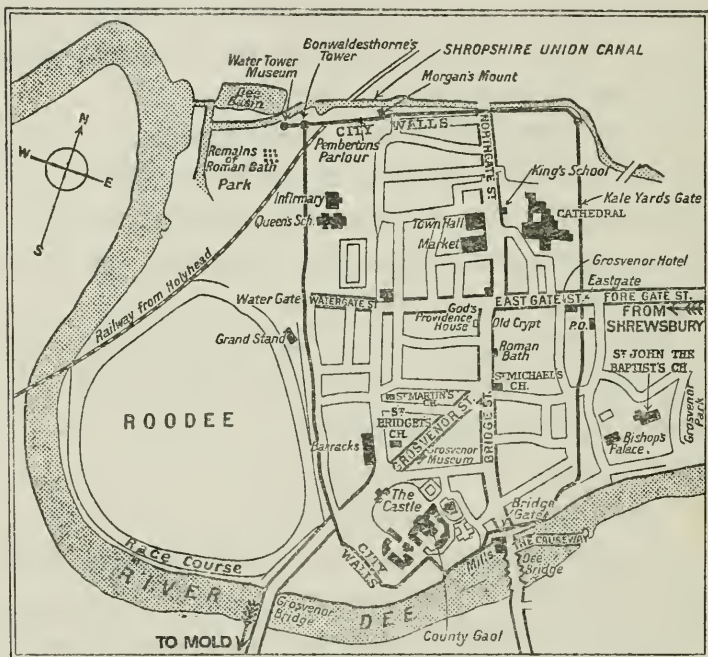 Bonwaldesthorne's
Tower
Water Tower
Museum
SHROPSHIRE UNION CANAL
Morgan's Mount
Dee
Basin
N
W
E
S
CITY WALLS
Pembertons
Parlour
NORTHGATE ST.
Remains
of
Roman Bath
Park
King's School
Infirmary
Queen's Sch.
Town Hall
Market
CATHEDRAL
Kale Yard's Gate
Grosvenor Hotel
Eastgate
Railway from Holyhead
Water Gate
WATERGATE ST.
EAST GATE ST.
FORE GATE ST.
FROM
SHREWSBURY
God's
Providence
House
Old Crypt
P.O.
Grand Stand
Roman
Bath
ST JOHN THE
BAPTIST'S CH.
ST MICHAELS
CH.
ST MARTIN'S
CH.
ROODEE
ST
BRIDGETS
CH.
GROSVENOR ST.
BRIDGE ST.
Grosvenor
Park
Barracks
Grosvenor
Museum
Bishop's
Palace
The
Castle
Bridge
Gate
CITY
WALLS
Mills
THE CAUSEWAY
Dee
Bridge
Race Course
RIVER DEE
Grosvenor
Bridge
TO MOLD
County Gaol